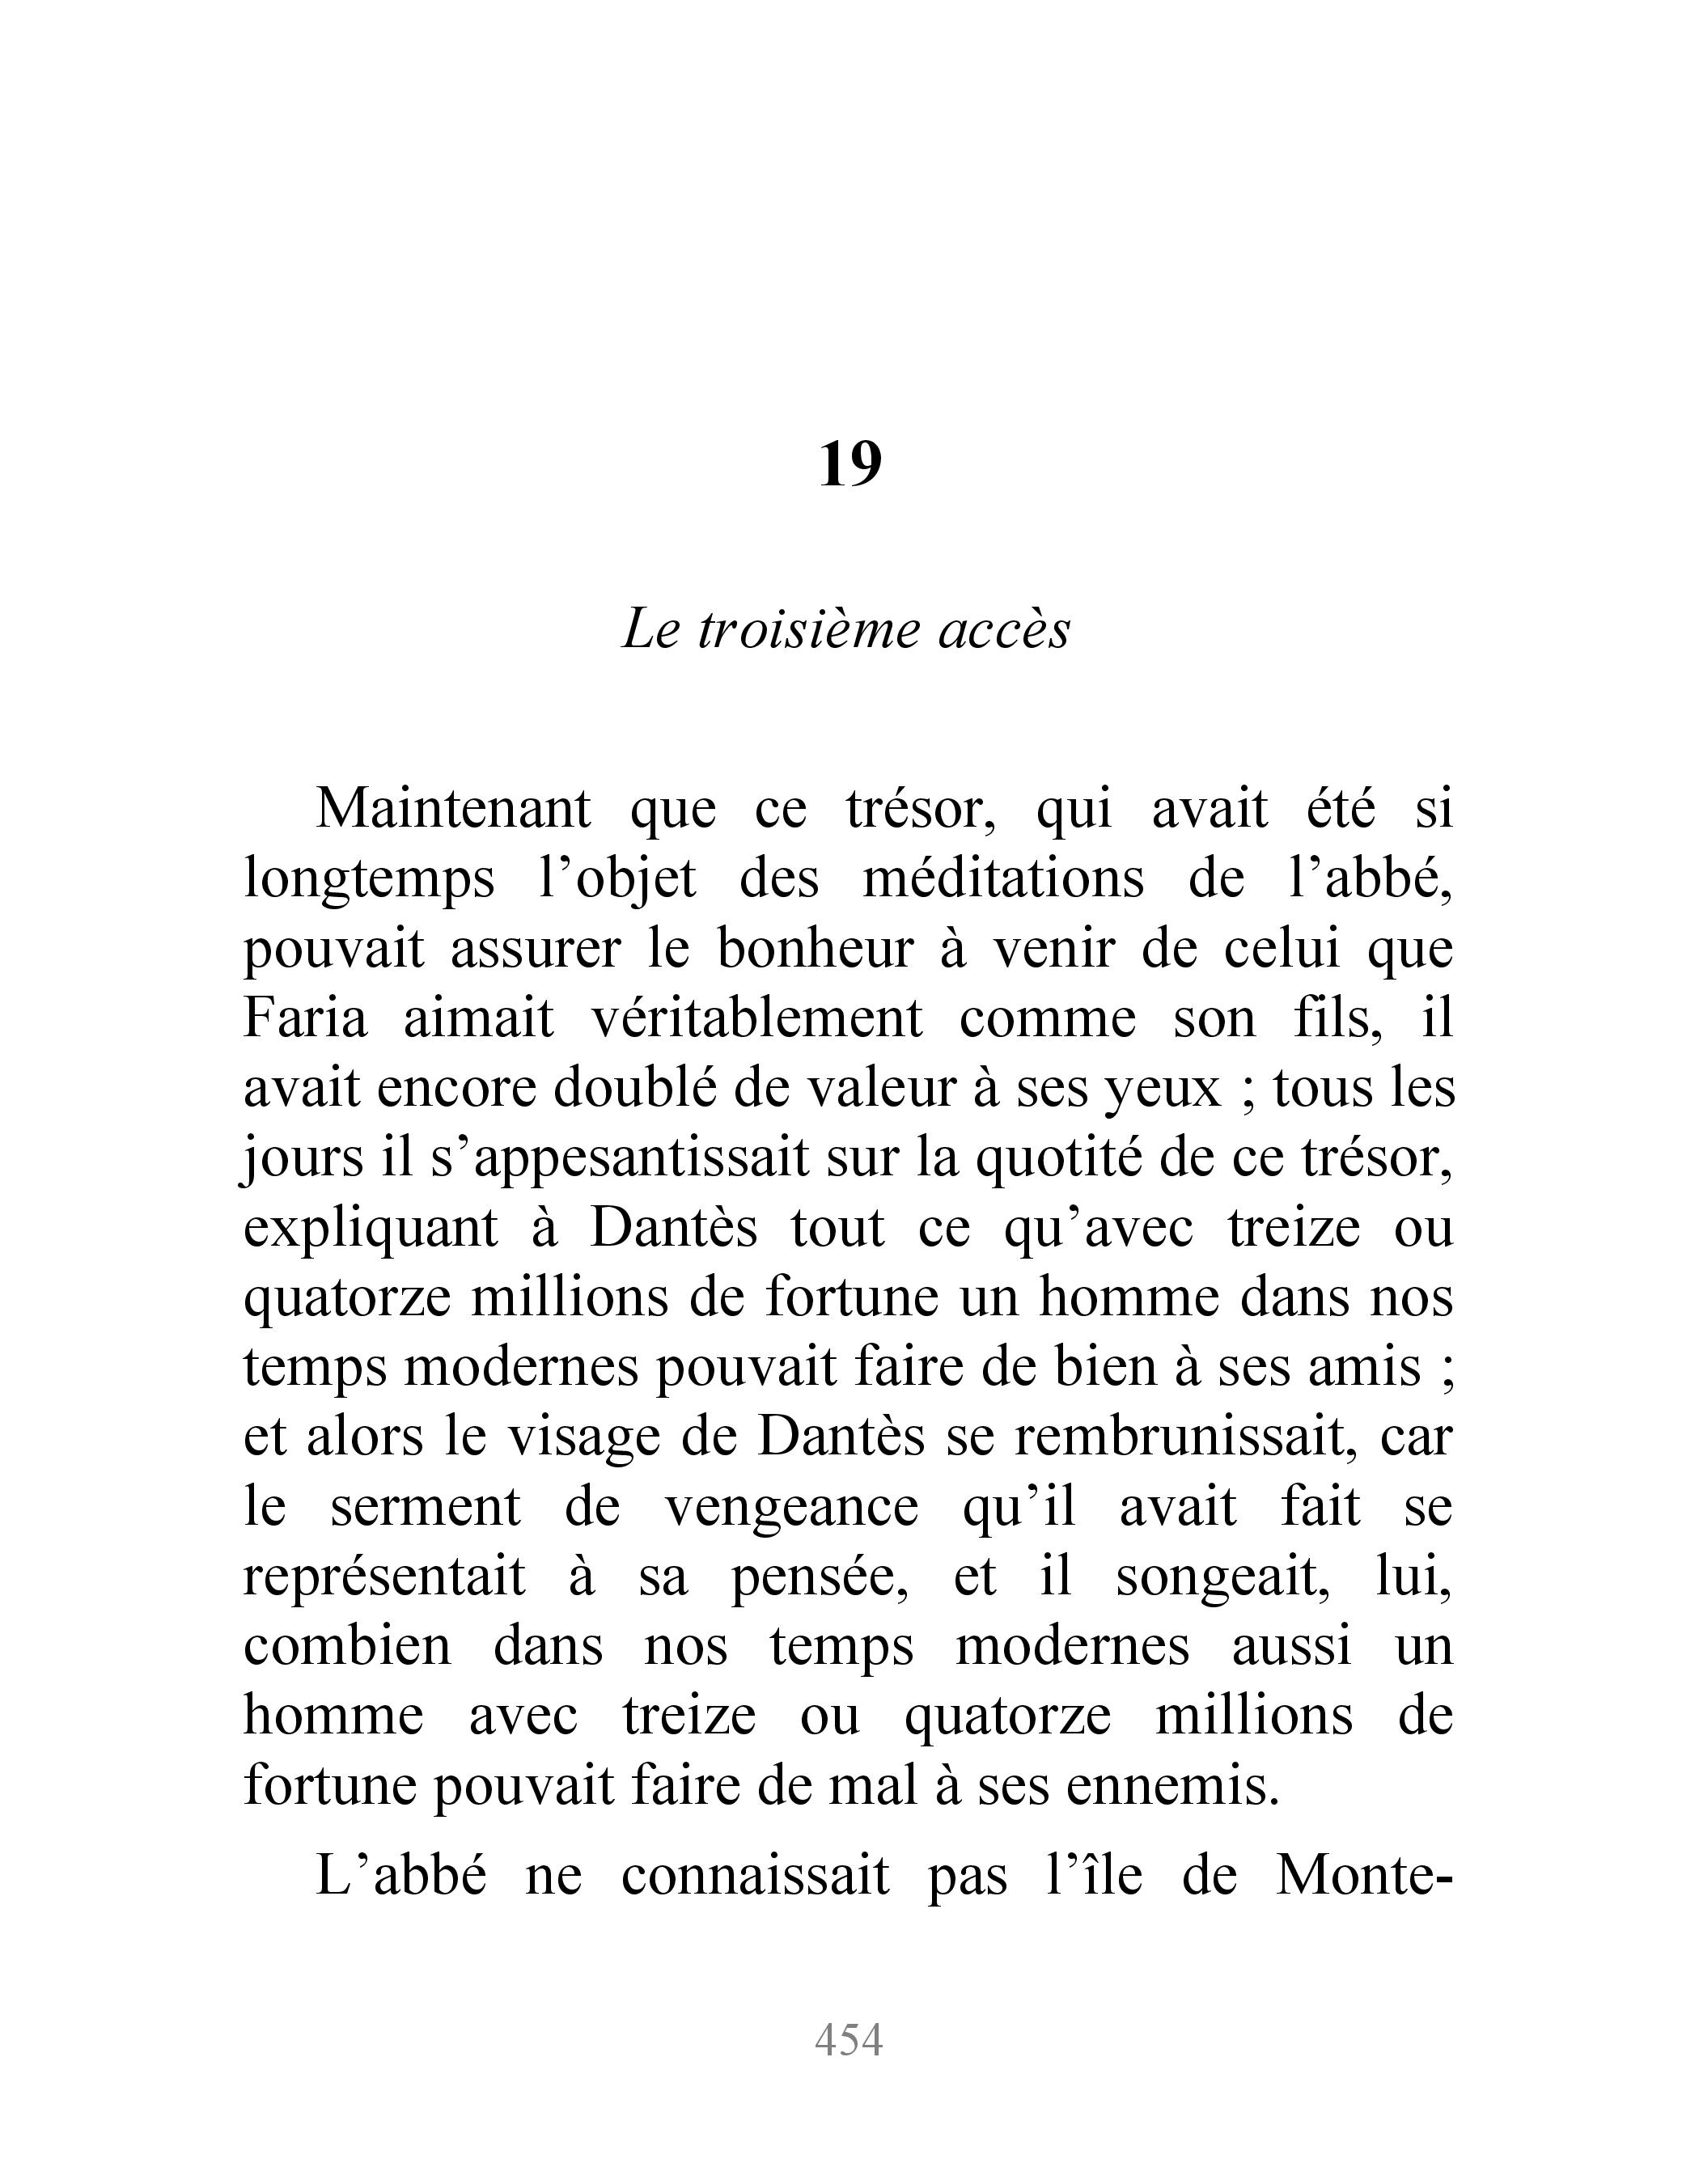 19
Le troisième accès
Maintenant que ce trésor, qui avait été si
longtemps l’objet des méditations de l’abbé,
pouvait assurer le bonheur à venir de celui que
Faria aimait véritablement comme son fils, il
avait encore doublé de valeur à ses yeux ; tous les
jours il s’appesantissait sur la quotité de ce trésor,
expliquant à Dantès tout ce qu’avec treize ou
quatorze millions de fortune un homme dans nos
temps modernes pouvait faire de bien à ses amis ;
et alors le visage de Dantès se rembrunissait, car
le serment de vengeance qu’il avait fait se
représentait à sa pensée, et il songeait, lui,
combien dans nos temps modernes aussi un
homme avec treize ou quatorze millions de
fortune pouvait faire de mal à ses ennemis.
L’abbé ne connaissait pas l’île de Monte-
454